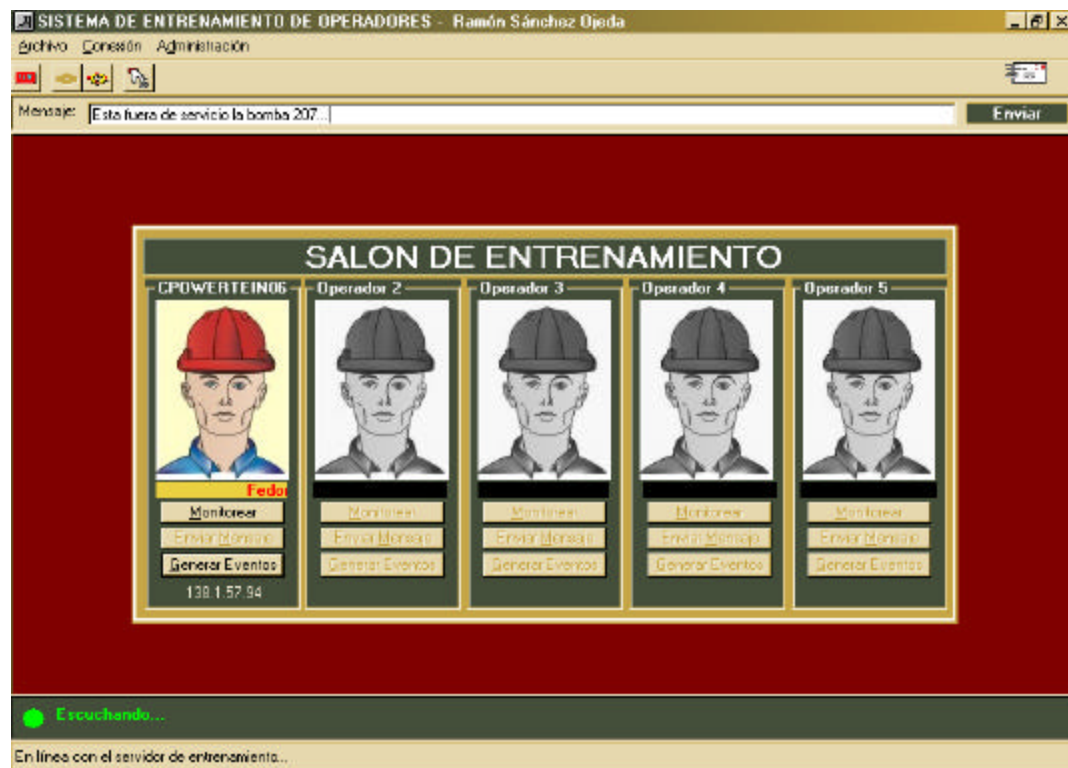 SISTEMA DE ENTRENAMIENTO DE OPERADORES - Ramón Sánchez Ojeda
Archivo Conexión Administración
Mensaje: Esta fuera de servicio la bomba 207... Enviar
SALON DE ENTRENAMIENTO
CPOWERTEIN06 Operador 2 Operador 3 Operador 4 Operador 5
Fedor
Monitorear Monitorear Monitorear Monitorear Monitorear
Enviar Mensaje Enviar Mensaje Enviar Mensaje Enviar Mensaje Enviar Mensaje
Generar Eventos Generar Eventos Generar Eventos Generar Eventos Generar Eventos
138.1.57.94
Escuchando...
En línea con el servidor de entrenamiento...